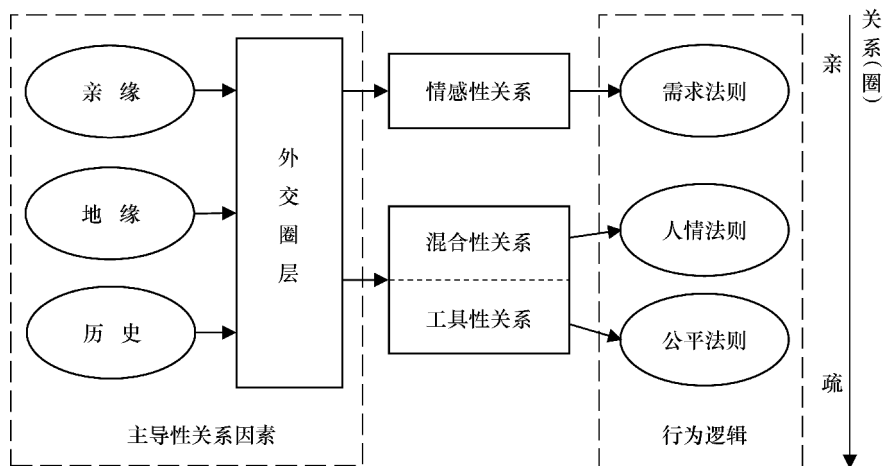 亲 缘
地 缘
历 史
外交圈层
主导性关系因素
情感性关系
混合性关系
工具性关系
需求法则
人情法则
公平法则
行为逻辑
关系(圈)
亲
疏